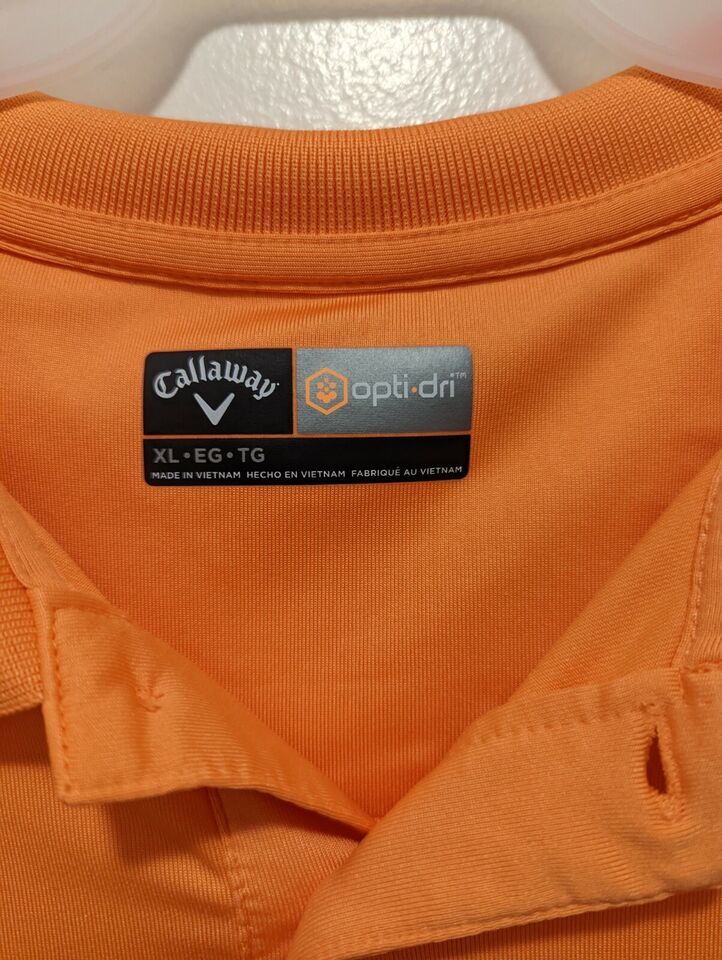 Callaway
opti·dri™
XL • EG • TG
MADE IN VIETNAM HECHO EN VIETNAM FABRIQUÉ AU VIETNAM